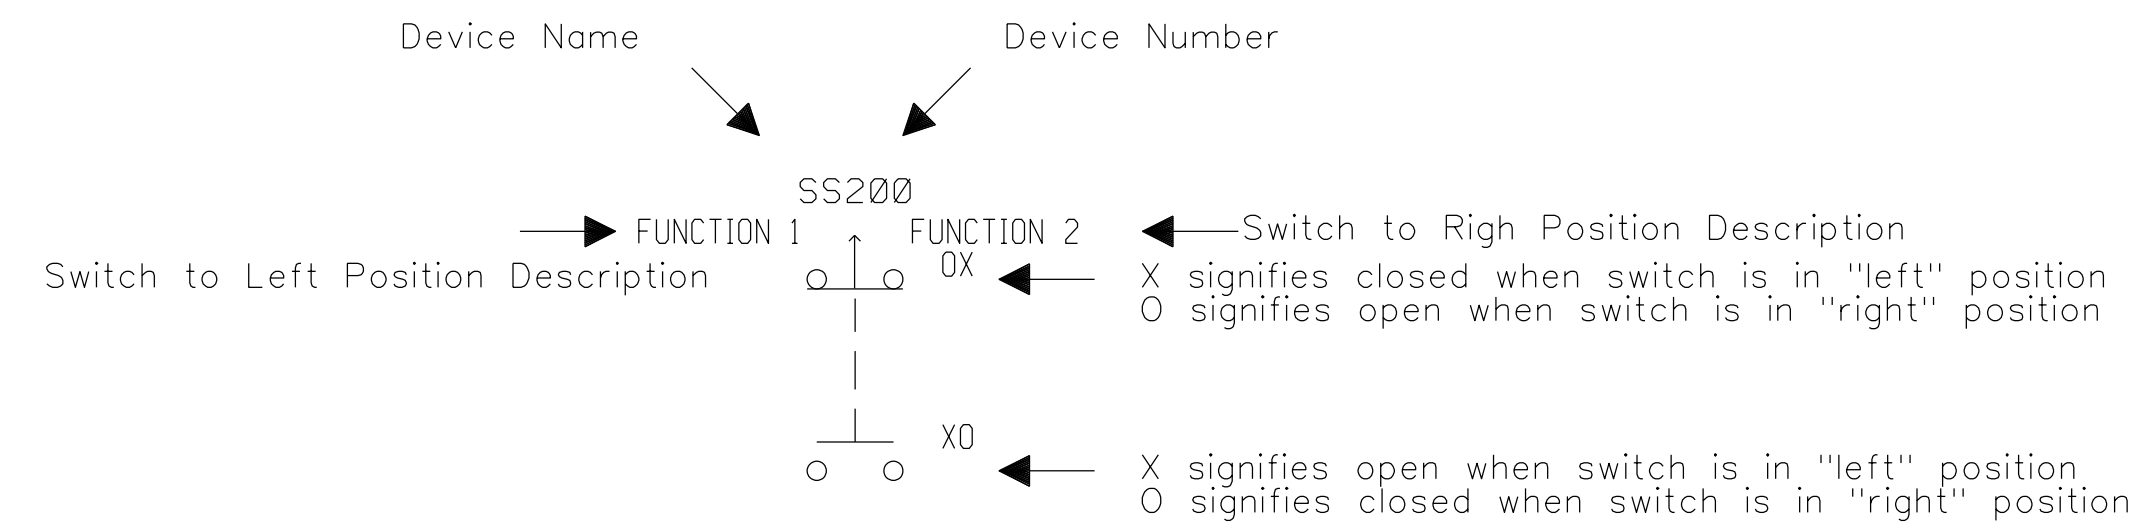 Device Name
Device Number
SS200
FUNCTION 1
FUNCTION 2
Switch to Righ Position Description
Switch to Left Position Description
OX
X signifies closed when switch is in "left" position
O signifies open when switch is in "right" position
XO
X signifies open when switch is in "left" position
O signifies closed when switch is in "right" position